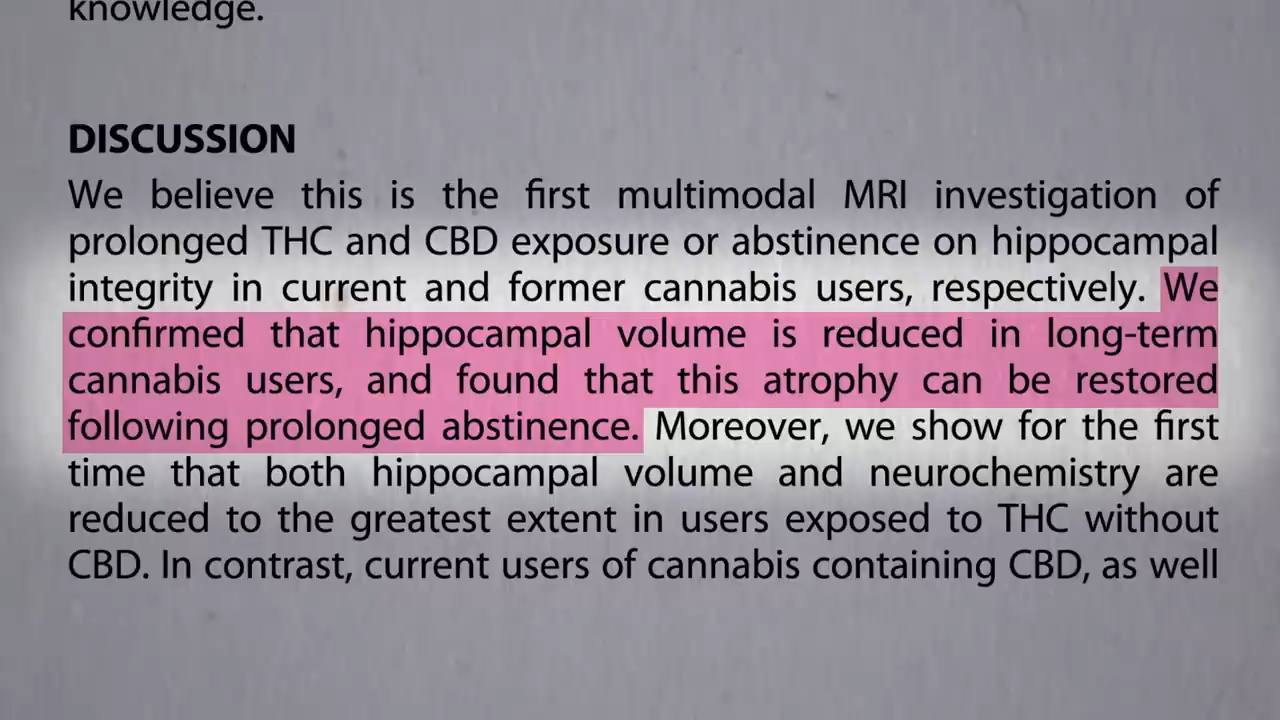 knowledge.
DISCUSSION
We believe this is the first multimodal MRI investigation of
prolonged THC and CBD exposure or abstinence on hippocampal
integrity in current and former cannabis users, respectively. We
confirmed that hippocampal volume is reduced in long-term
cannabis users, and found that this atrophy can be restored
following prolonged abstinence. Moreover, we show for the first
time that both hippocampal volume and neurochemistry are
reduced to the greatest extent in users exposed to THC without
CBD. In contrast, current users of cannabis containing CBD, as well